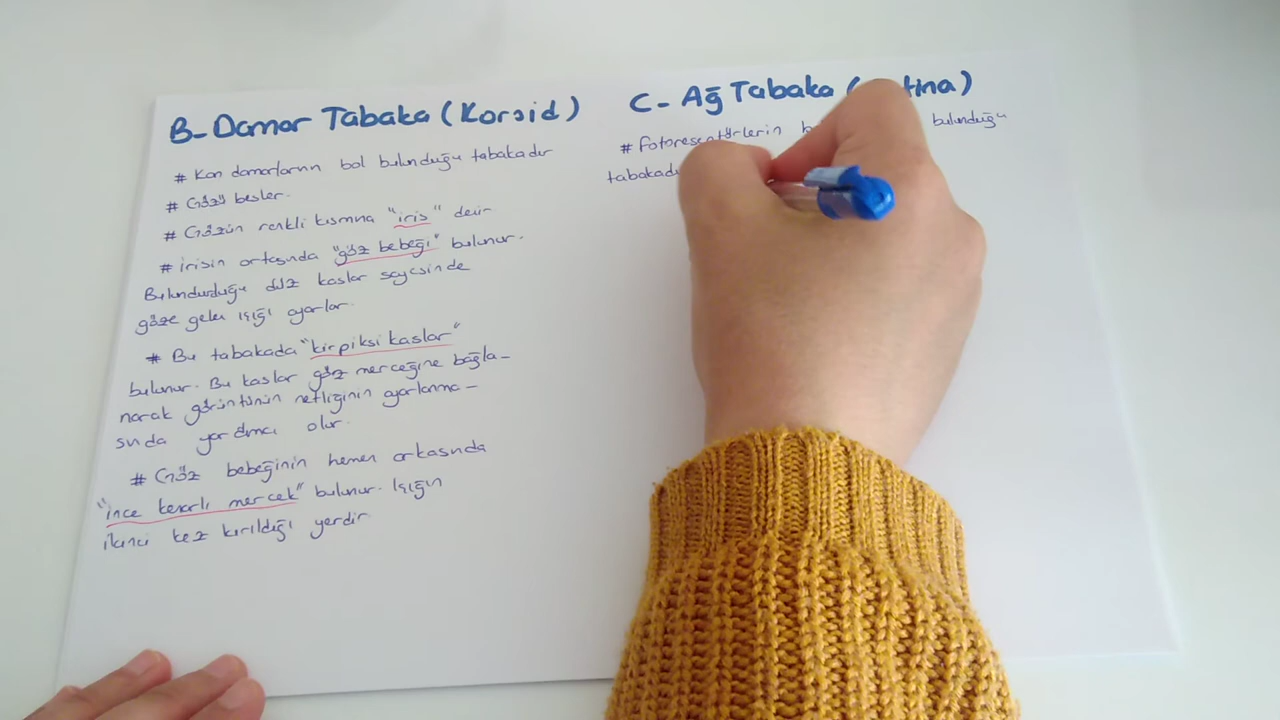 B- Damar Tabaka (Koroid)
# Kan damarlarının bol bulunduğu tabakadır
# Gözü besler.
# Gözün renkli kısmına "iris" denir
# irisin ortasında "göz bebeği" bulunur.
Bulundurduğu düz kaslar sayesinde
göze gelen ışığı ayarlar.
# Bu tabakada "kirpiksi kaslar"
bulunur. Bu kaslar göz merceğine bağla-
narak görüntünün netliğinin ayarlanma-
sında yardımcı olur.
# Göz bebeğinin hemen arkasında
"ince kenarlı mercek" bulunur. Işığın
ikinci kez kırıldığı yerdir.
C- Ağ Tabaka (
# Fotoreseptörlerin bulunduğu